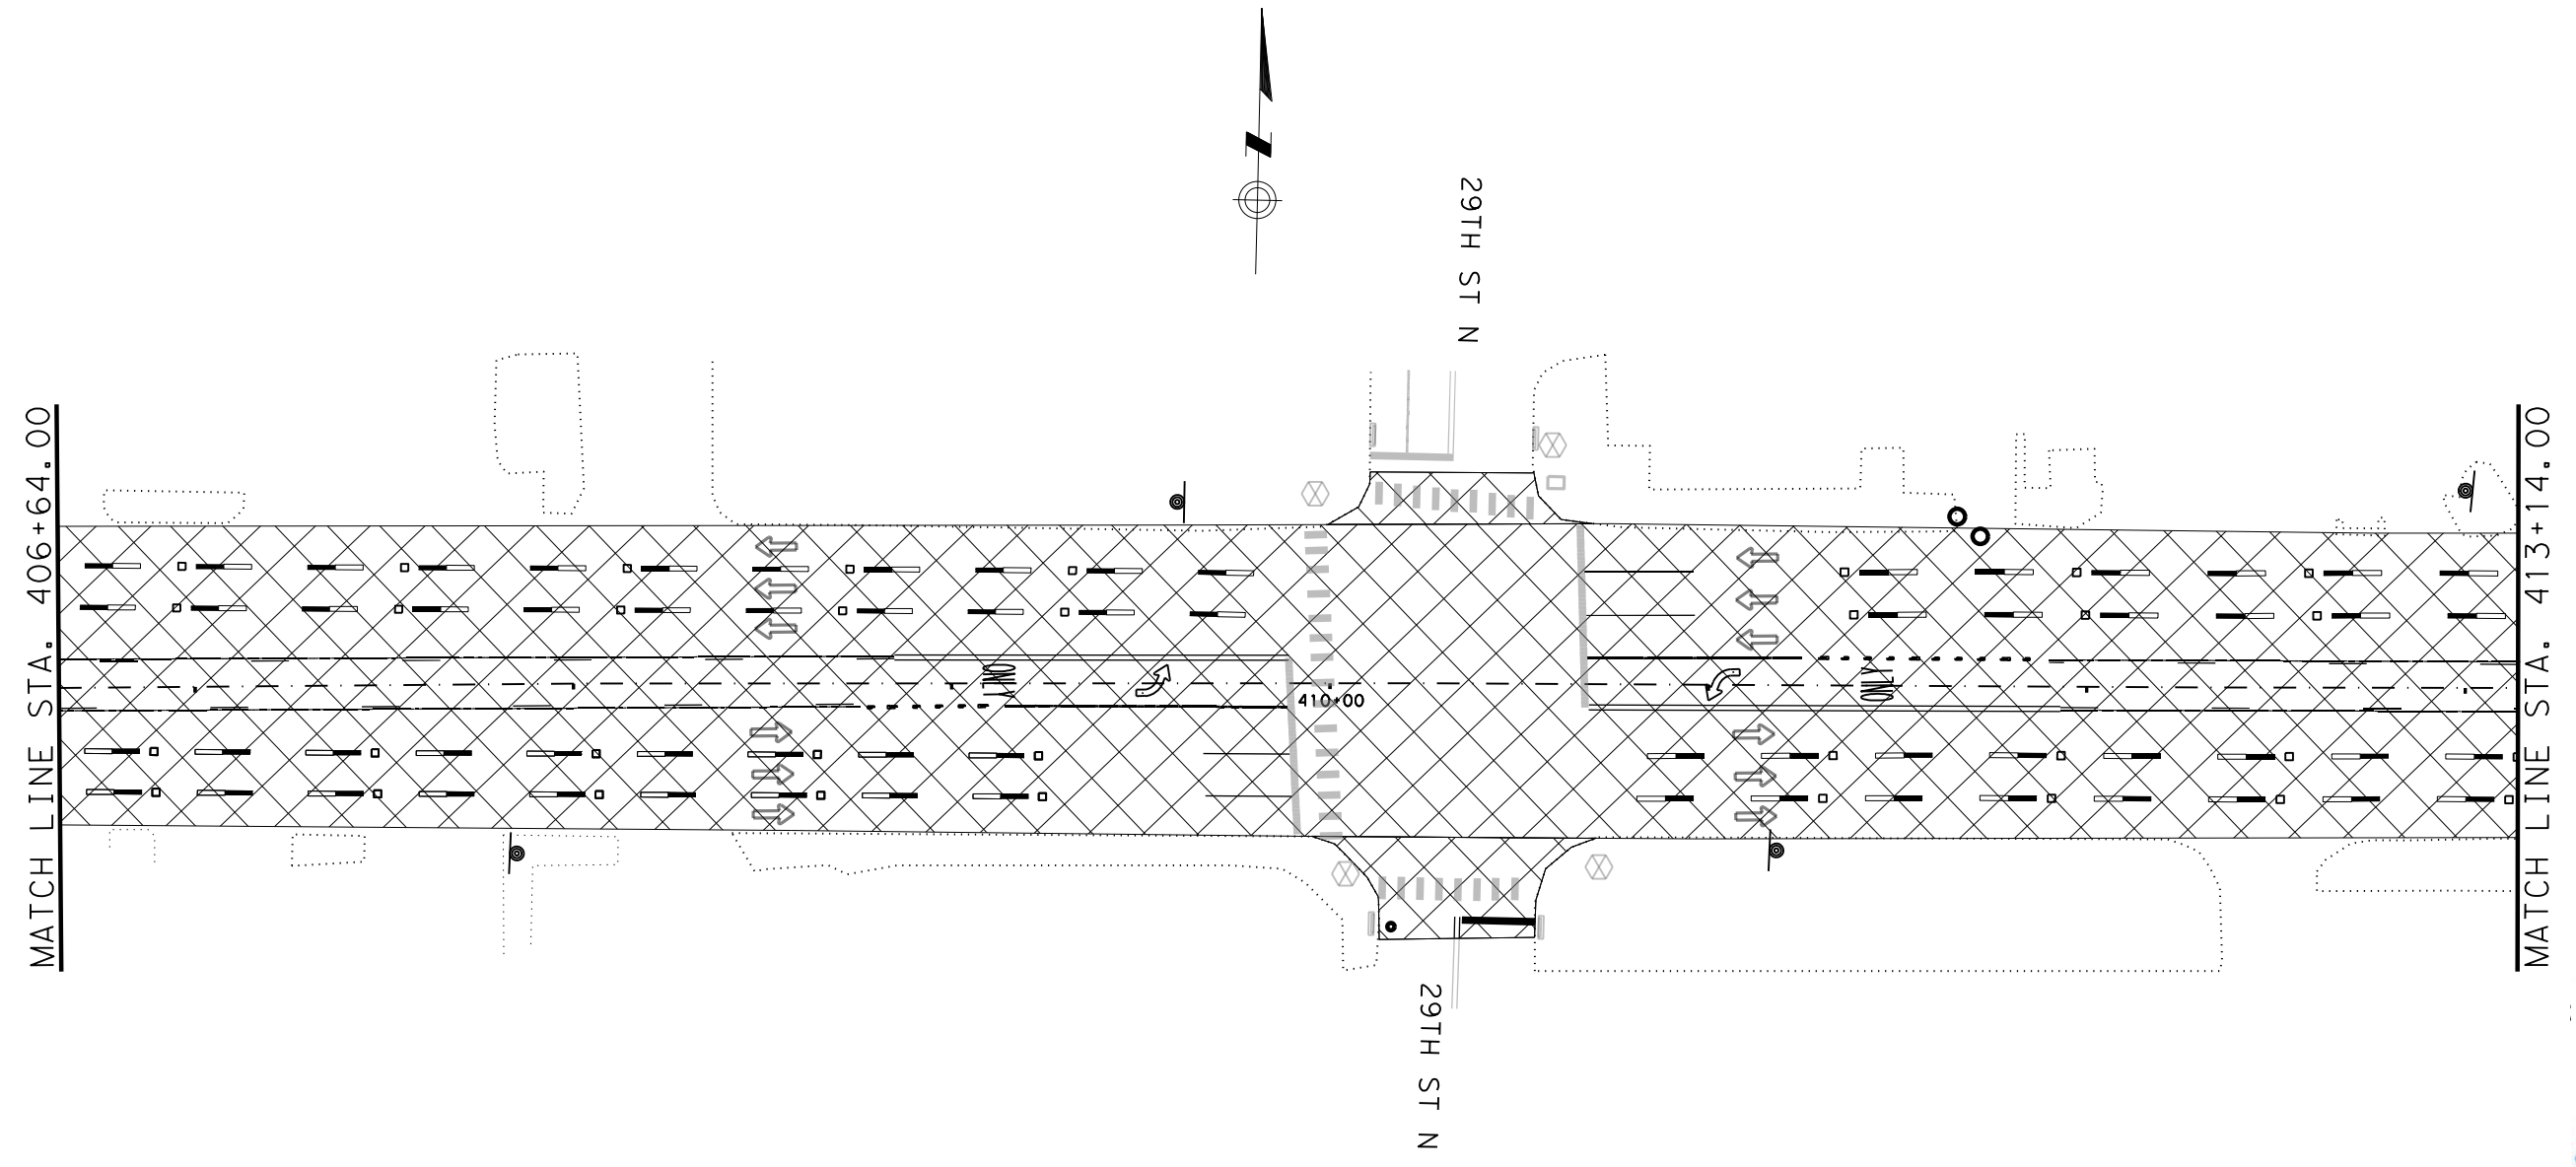 N
29TH ST N
MATCH LINE STA. 406+64.00
MATCH LINE STA. 413+14.00
ONLY
ONLY
410+00
29TH ST N